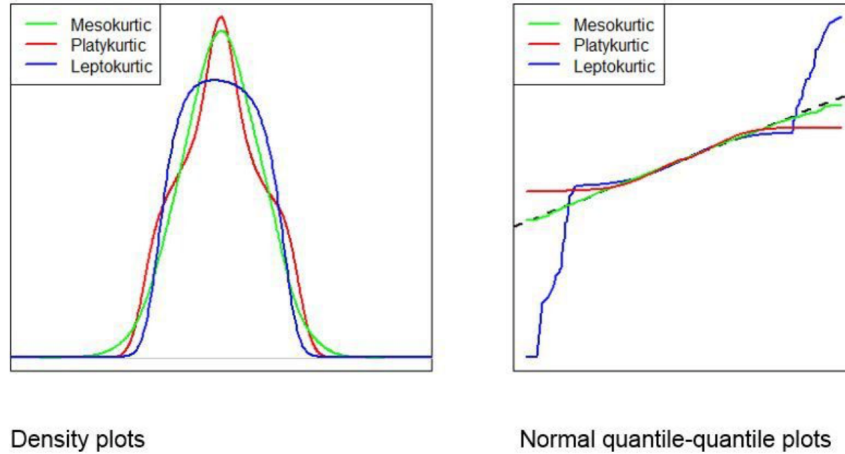 Mesokurtic
Platykurtic
Leptokurtic
Mesokurtic
Platykurtic
Leptokurtic
Density plots
Normal quantile-quantile plots